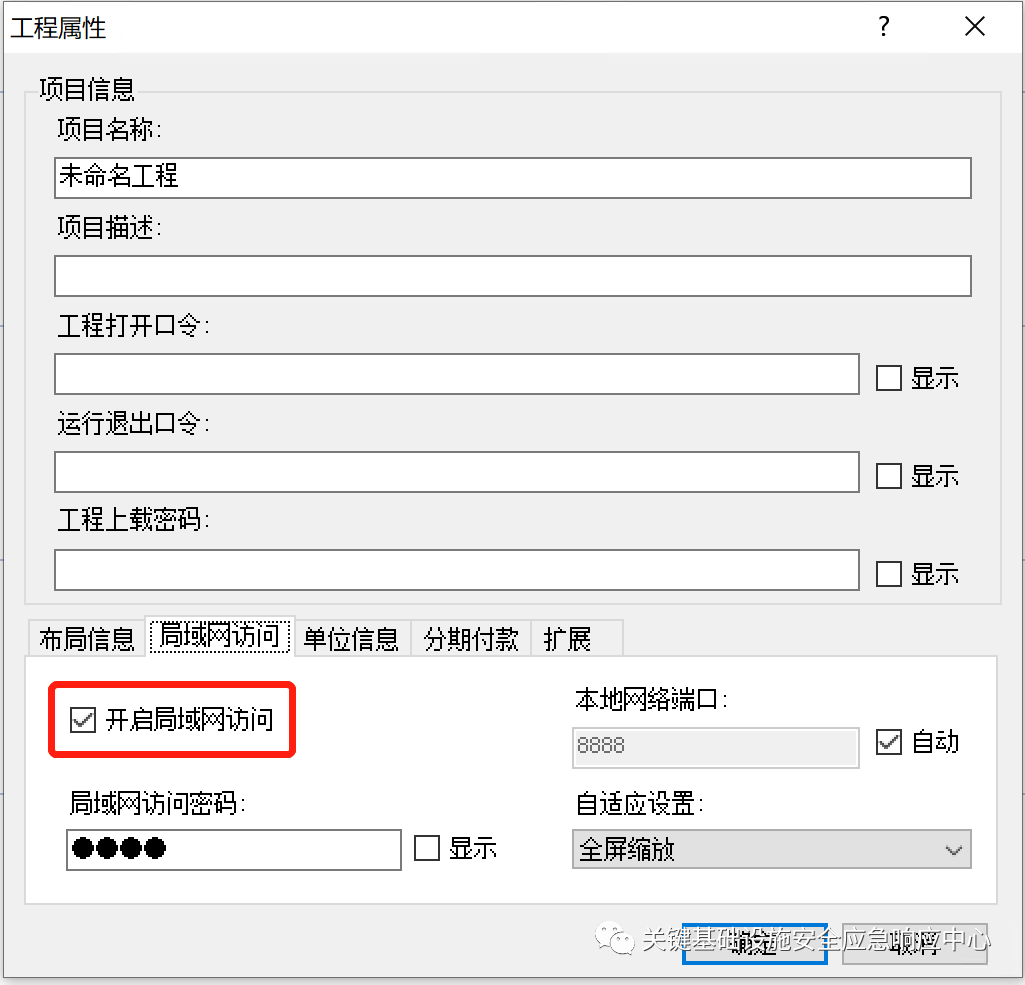 工程属性 ? ×
项目信息
项目名称:
未命名工程
项目描述:
工程打开口令:
显示
运行退出口令:
显示
工程上载密码:
显示
布局信息 局域网访问 单位信息 分期付款 扩展
开启局域网访问
本地网络端口:
8888 自动
局域网访问密码:
自适应设置:
●●●● 显示
全屏缩放
确定 取消
关键基础设施安全应急响应中心